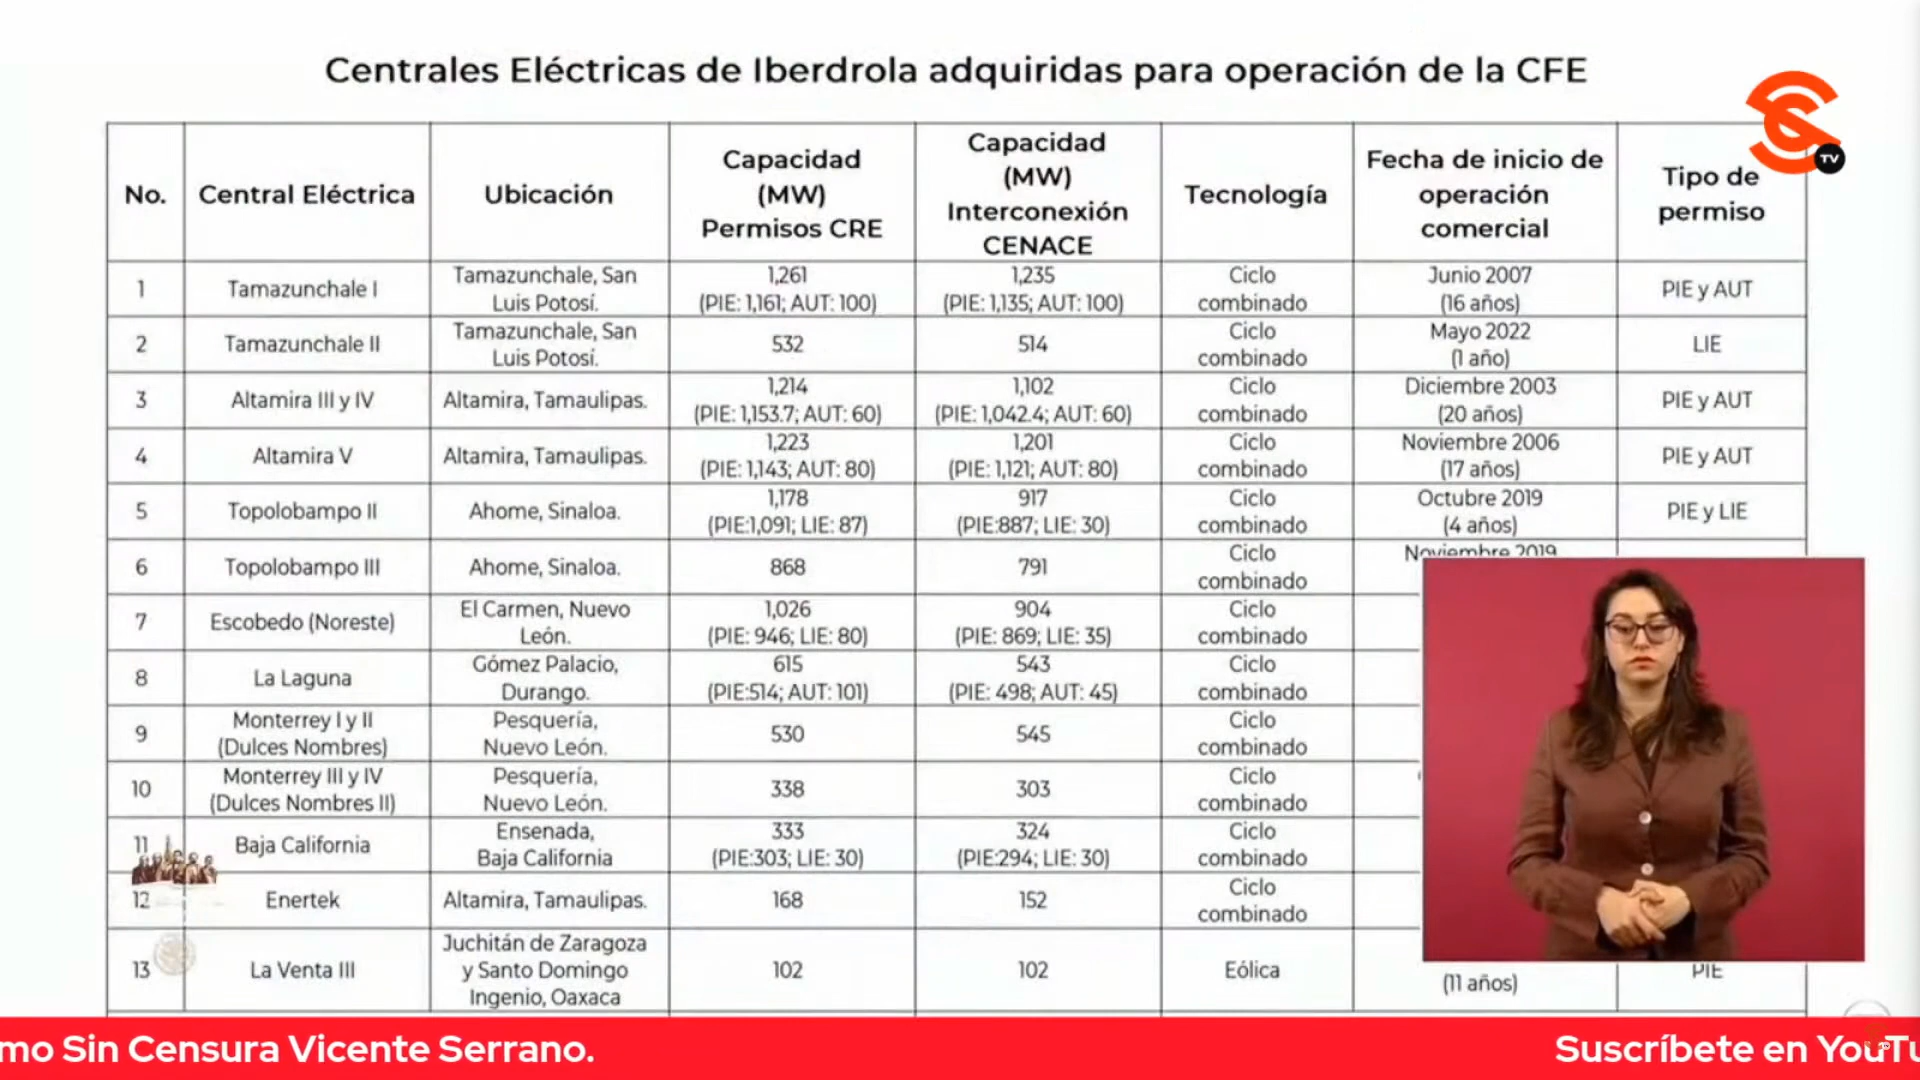 Centrales Eléctricas de Iberdrola adquiridas para operación de la CFE
TV
No.
Central Eléctrica
Ubicación
Capacidad
(MW)
Permisos CRE
Capacidad
(MW)
Interconexión
CENACE
Tecnología
Fecha de inicio de
operación
comercial
Tipo de
permiso
1
Tamazunchale I
Tamazunchale, San
Luis Potosí.
1,261
(PIE: 1,161; AUT: 100)
1,235
(PIE: 1,135; AUT: 100)
Ciclo
combinado
Junio 2007
(16 años)
PIE y AUT
2
Tamazunchale II
Tamazunchale, San
Luis Potosí.
532
514
Ciclo
combinado
Mayo 2022
(1 año)
LIE
3
Altamira III y IV
Altamira, Tamaulipas.
1,214
(PIE: 1,153.7; AUT: 60)
1,102
(PIE: 1,042.4; AUT: 60)
Ciclo
combinado
Diciembre 2003
(20 años)
PIE y AUT
4
Altamira V
Altamira, Tamaulipas.
1,223
(PIE: 1,143; AUT: 80)
1,201
(PIE: 1,121; AUT: 80)
Ciclo
combinado
Noviembre 2006
(17 años)
PIE y AUT
5
Topolobampo II
Ahome, Sinaloa.
1,178
(PIE:1,091; LIE: 87)
917
(PIE:887; LIE: 30)
Ciclo
combinado
Octubre 2019
(4 años)
PIE y LIE
6
Topolobampo III
Ahome, Sinaloa.
868
791
Ciclo
combinado
Noviembre 2019
7
Escobedo (Noreste)
El Carmen, Nuevo
León.
1,026
(PIE: 946; LIE: 80)
904
(PIE: 869; LIE: 35)
Ciclo
combinado
8
La Laguna
Gómez Palacio,
Durango.
615
(PIE:514; AUT: 101)
543
(PIE: 498; AUT: 45)
Ciclo
combinado
9
Monterrey I y II
(Dulces Nombres)
Pesquería,
Nuevo León.
530
545
Ciclo
combinado
10
Monterrey III y IV
(Dulces Nombres II)
Pesquería,
Nuevo León.
338
303
Ciclo
combinado
11
Baja California
Ensenada,
Baja California
333
(PIE:303; LIE: 30)
324
(PIE:294; LIE: 30)
Ciclo
combinado
12
Enertek
Altamira, Tamaulipas.
168
152
Ciclo
combinado
13
La Venta III
Juchitán de Zaragoza
y Santo Domingo
Ingenio, Oaxaca
102
102
Eólica
(11 años)
PIE
mo Sin Censura Vicente Serrano.
Suscríbete en YouTu